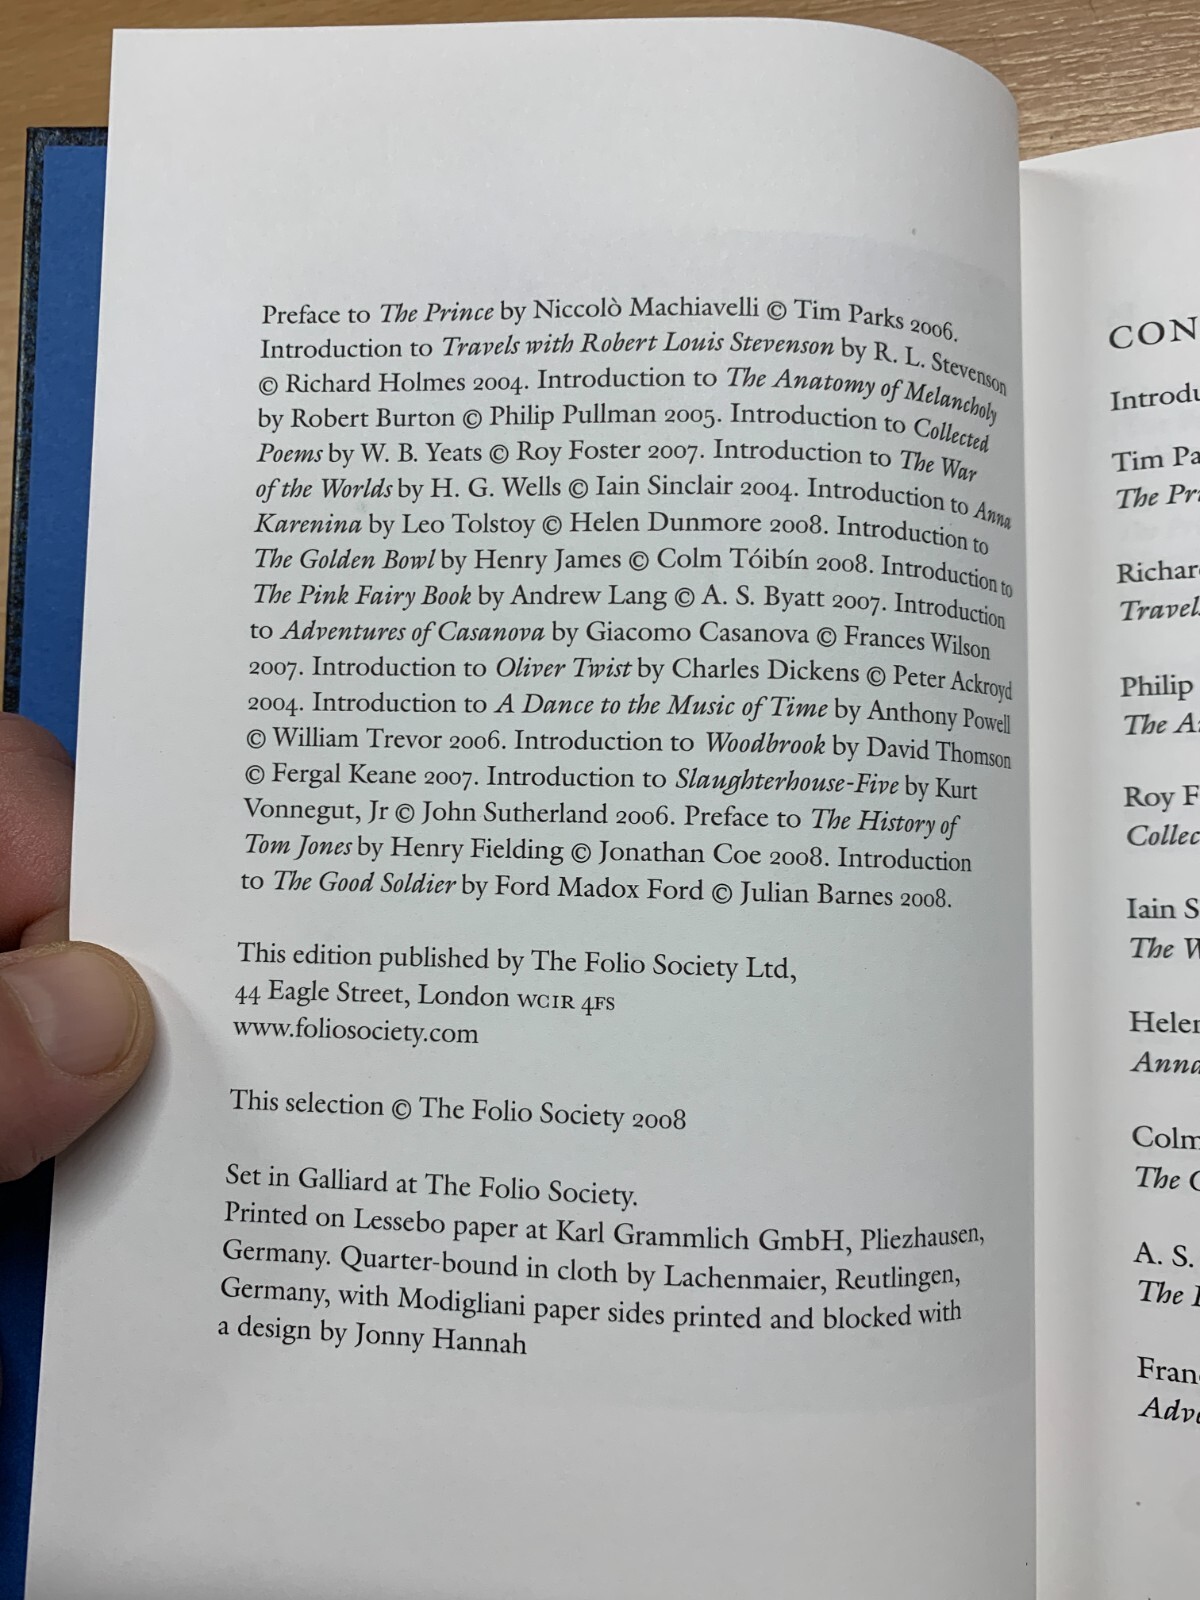 Preface to The Prince by Niccolò Machiavelli © Tim Parks 2006.
Introduction to Travels with Robert Louis Stevenson by R. L. Stevenson
© Richard Holmes 2004. Introduction to The Anatomy of Melancholy
by Robert Burton © Philip Pullman 2005. Introduction to Collected
Poems by W. B. Yeats © Roy Foster 2007. Introduction to The War
of the Worlds by H. G. Wells © Iain Sinclair 2004. Introduction to Anna
Karenina by Leo Tolstoy © Helen Dunmore 2008. Introduction to
The Golden Bowl by Henry James © Colm Tóibín 2008. Introduction to
The Pink Fairy Book by Andrew Lang © A. S. Byatt 2007. Introduction
to Adventures of Casanova by Giacomo Casanova © Frances Wilson
2007. Introduction to Oliver Twist by Charles Dickens © Peter Ackroyd
2004. Introduction to A Dance to the Music of Time by Anthony Powell
© William Trevor 2006. Introduction to Woodbrook by David Thomson
© Fergal Keane 2007. Introduction to Slaughterhouse-Five by Kurt
Vonnegut, Jr © John Sutherland 2006. Preface to The History of
Tom Jones by Henry Fielding © Jonathan Coe 2008. Introduction
to The Good Soldier by Ford Madox Ford © Julian Barnes 2008.
This edition published by The Folio Society Ltd,
44 Eagle Street, London WC1R 4FS
www.foliosociety.com
This selection © The Folio Society 2008
Set in Galliard at The Folio Society.
Printed on Lessebo paper at Karl Grammlich GmbH, Pliezhausen,
Germany. Quarter-bound in cloth by Lachenmaier, Reutlingen,
Germany, with Modigliani paper sides printed and blocked with
a design by Jonny Hannah
CON
Introdu
Tim Pa
The Pri
Richar
Travel
Philip
The A
Roy F
Collec
Iain S
The W
Helen
Anna
Colm
The G
A. S.
The
Fran
Adve